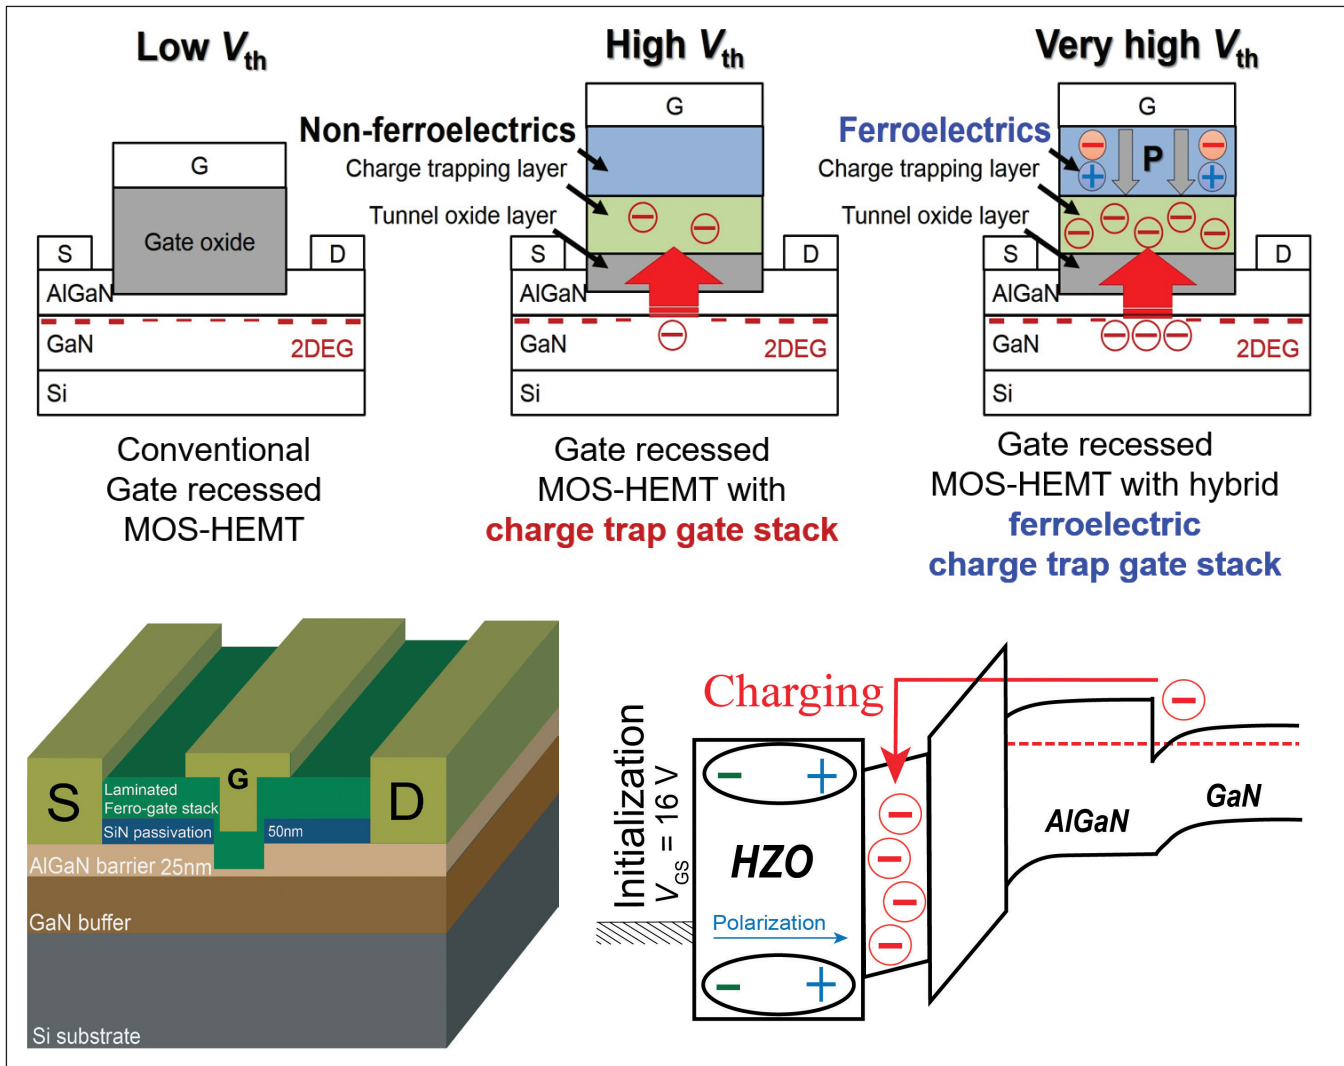 Low Vth
G
Gate oxide
S
D
AlGaN
GaN
2DEG
Si
Conventional
Gate recessed
MOS-HEMT
High Vth
G
Non-ferroelectrics
Charge trapping layer
Tunnel oxide layer
S
D
AlGaN
GaN
2DEG
Si
Gate recessed
MOS-HEMT with
charge trap gate stack
Very high Vth
G
Ferroelectrics
P
Charge trapping layer
Tunnel oxide layer
S
D
AlGaN
GaN
2DEG
Si
Gate recessed
MOS-HEMT with hybrid
ferroelectric
charge trap gate stack
S
G
D
Laminated
Ferro-gate stack
SiN passivation
50nm
AlGaN barrier 25nm
GaN buffer
Si substrate
Initialization
VGS = 16 V
Charging
HZO
Polarization
AlGaN
GaN